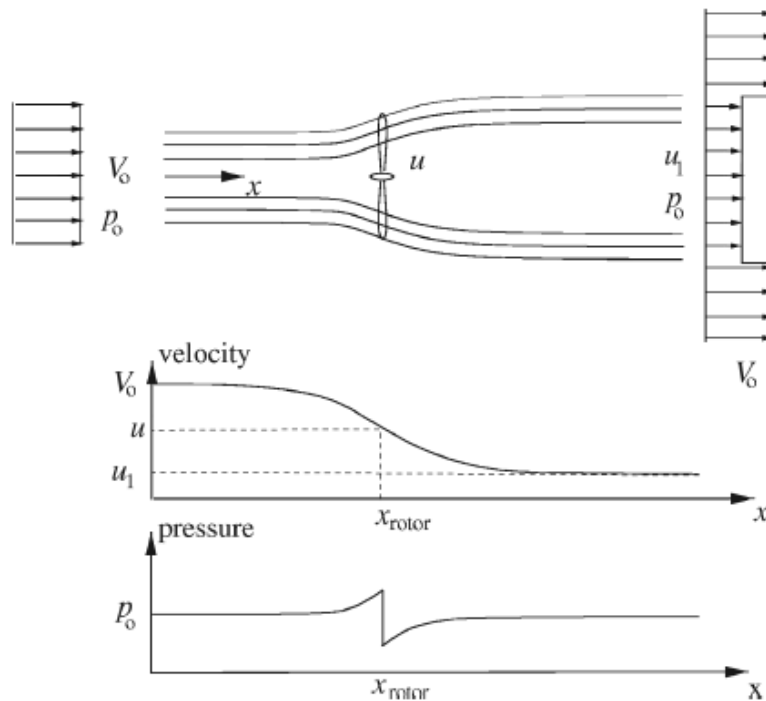 V₀
x
p₀
u
u₁
p₀
V₀
velocity
V₀
u
u₁
x_rotor
x
pressure
p₀
x_rotor
x